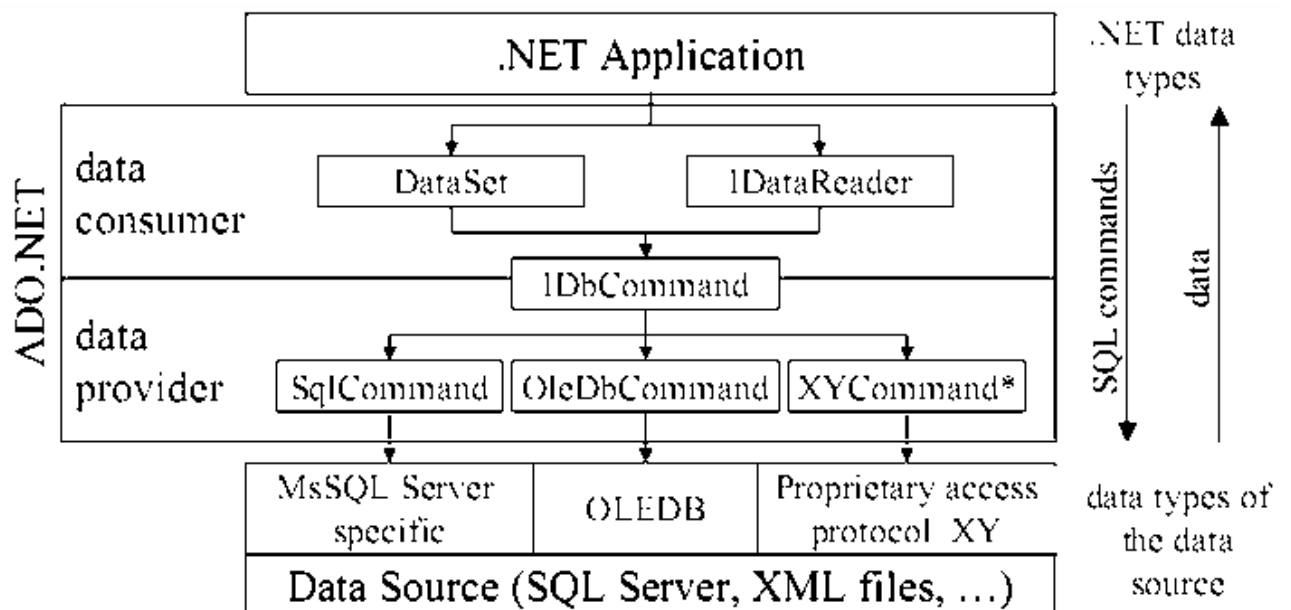 .NET Application
.NET data
types
data
consumer
DataSet
IDataReader
ADO.NET
IDbCommand
SQL commands
data
data
provider
SqlCommand
OleDbCommand
XYCommand*
MsSQL Server
specific
OLEDB
Proprietary access
protocol XY
data types of
the data
source
Data Source (SQL Server, XML files, …)